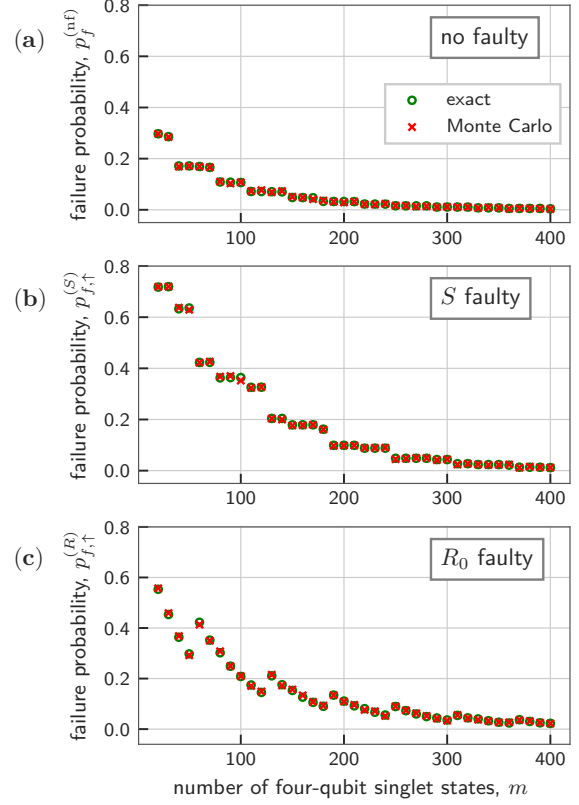 (a)
failure probability, p_f^(nf)
0.8
0.6
0.4
0.2
0.0
no faulty
exact
Monte Carlo
100 200 300 400
(b)
failure probability, p_{f,↑}^(S)
0.8
0.6
0.4
0.2
0.0
S faulty
100 200 300 400
(c)
failure probability, p_{f,↑}^(R)
0.8
0.6
0.4
0.2
0.0
R_0 faulty
100 200 300 400
number of four-qubit singlet states, m